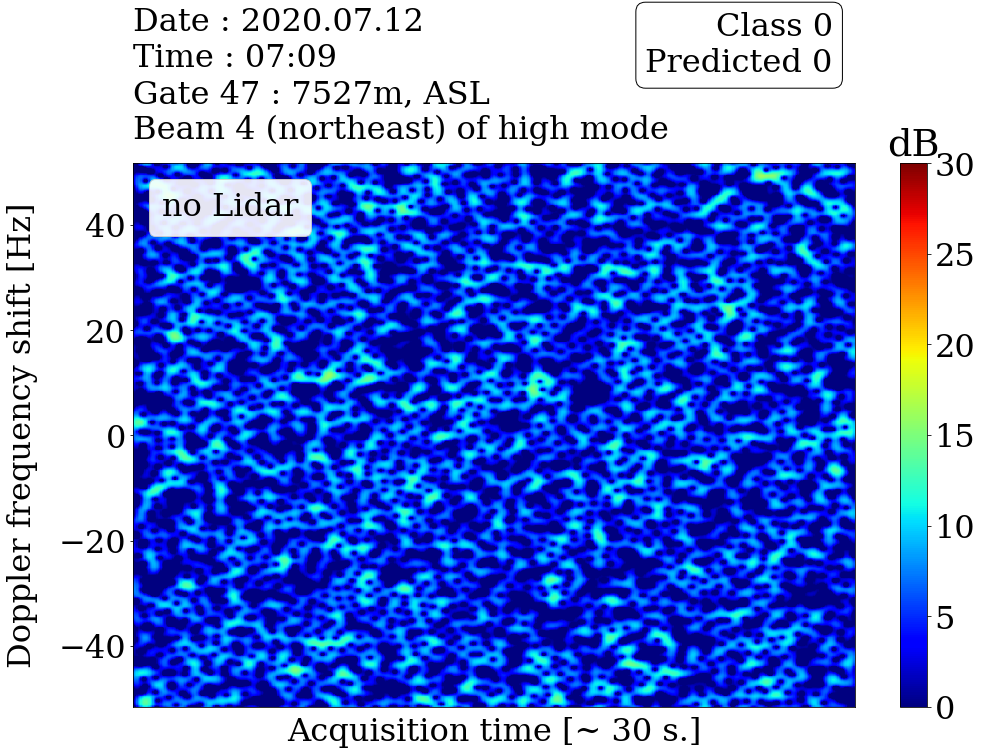 Date : 2020.07.12
Time : 07:09
Gate 47 : 7527m, ASL
Beam 4 (northeast) of high mode
Class 0
Predicted 0
dB
no Lidar
Doppler frequency shift [Hz]
40
20
0
−20
−40
30
25
20
15
10
5
0
Acquisition time [~ 30 s.]